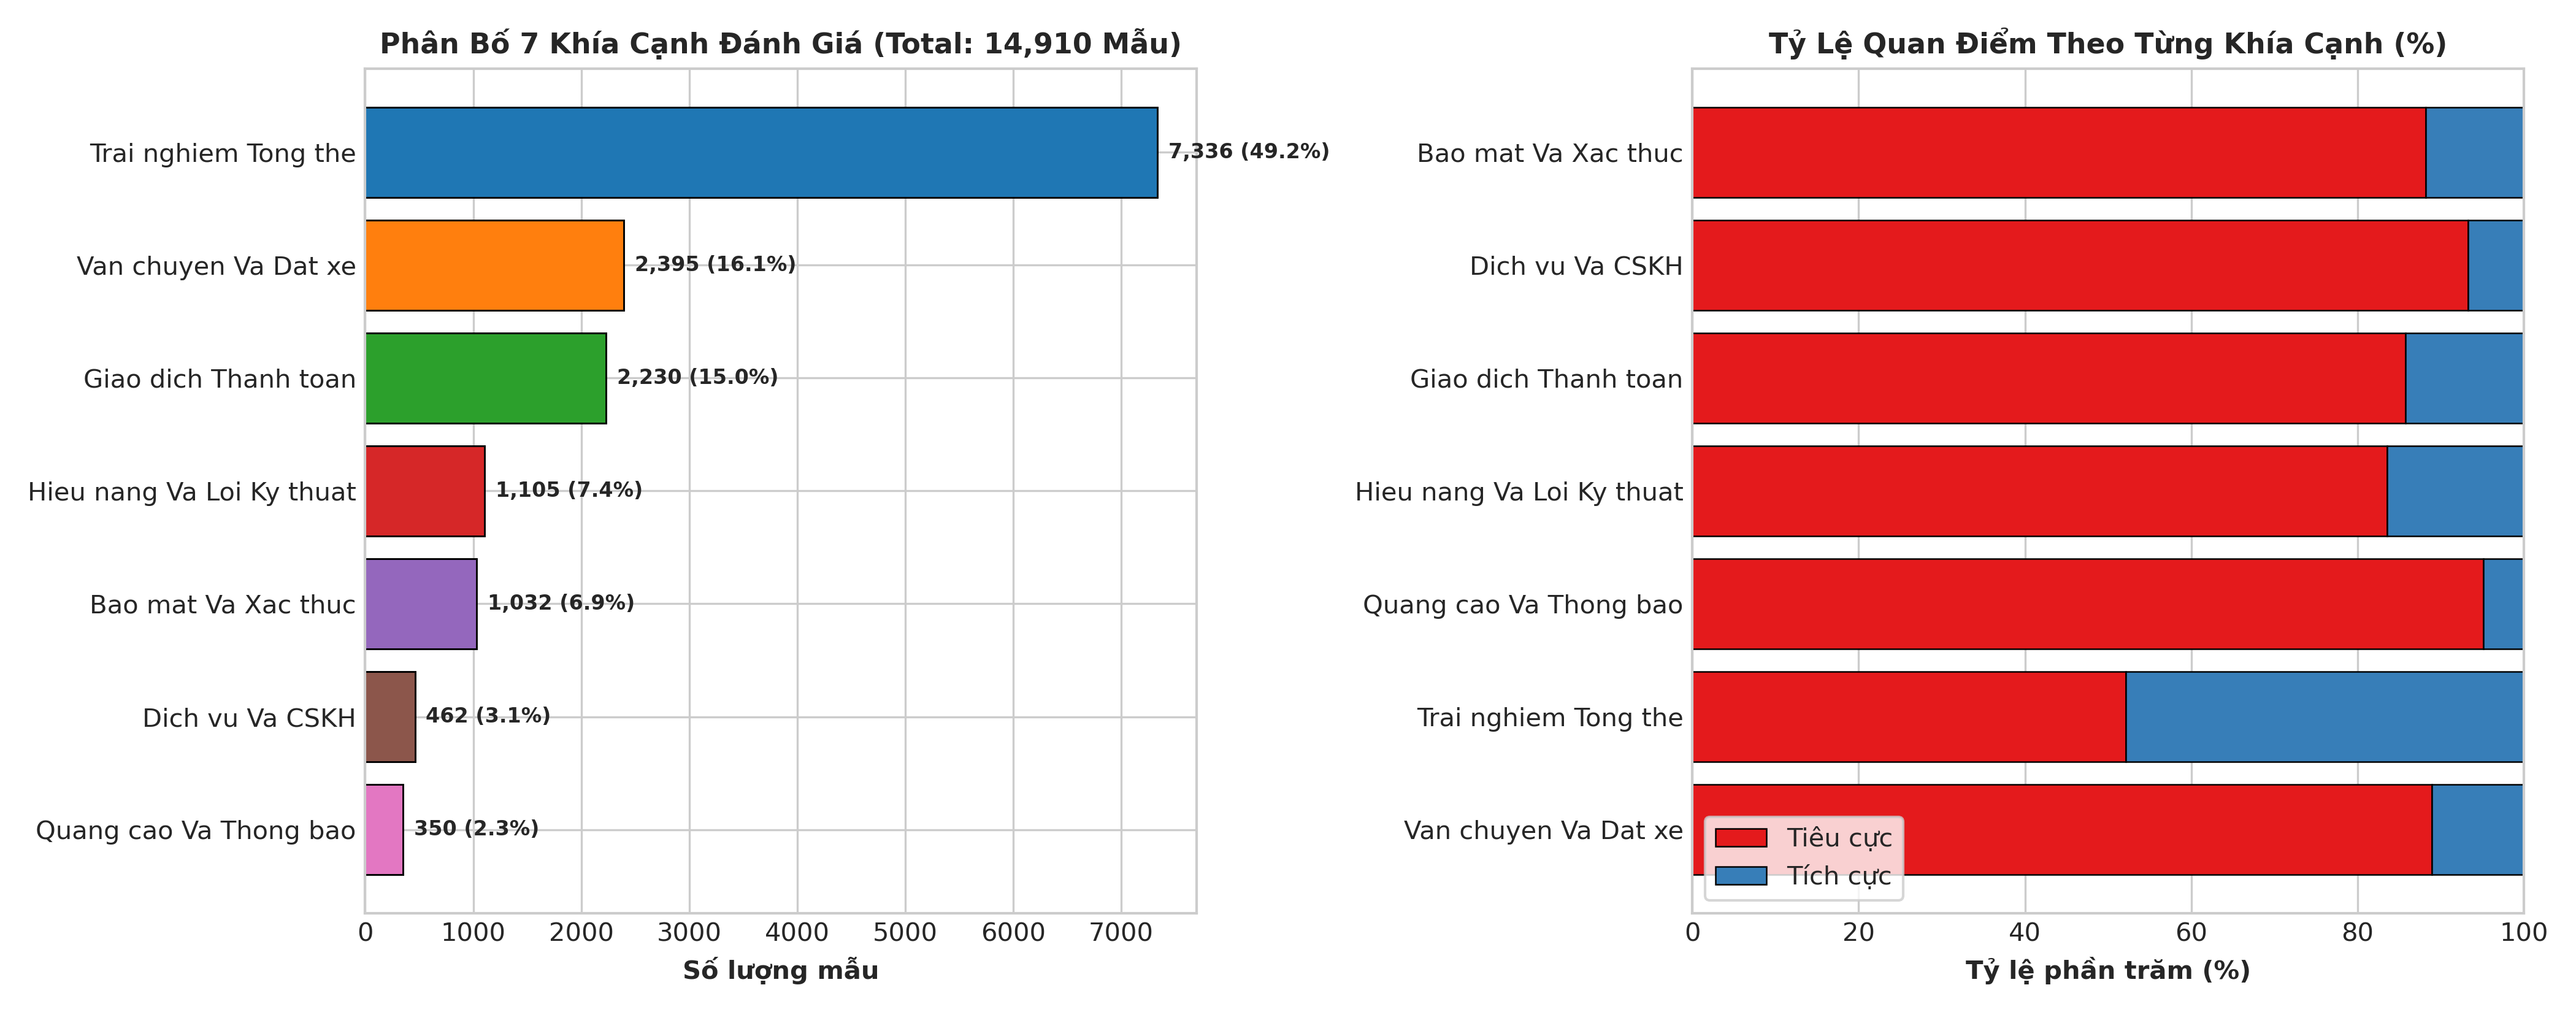 Phân Bố 7 Khía Cạnh Đánh Giá (Total: 14,910 Mẫu)
Trai nghiem Tong the
7,336 (49.2%)
Van chuyen Va Dat xe
2,395 (16.1%)
Giao dich Thanh toan
2,230 (15.0%)
Hieu nang Va Loi Ky thuat
1,105 (7.4%)
Bao mat Va Xac thuc
1,032 (6.9%)
Dich vu Va CSKH
462 (3.1%)
Quang cao Va Thong bao
350 (2.3%)
0 1000 2000 3000 4000 5000 6000 7000
Số lượng mẫu
Tỷ Lệ Quan Điểm Theo Từng Khía Cạnh (%)
Bao mat Va Xac thuc
Dich vu Va CSKH
Giao dich Thanh toan
Hieu nang Va Loi Ky thuat
Quang cao Va Thong bao
Trai nghiem Tong the
Van chuyen Va Dat xe
Tiêu cực
Tích cực
0 20 40 60 80 100
Tỷ lệ phần trăm (%)